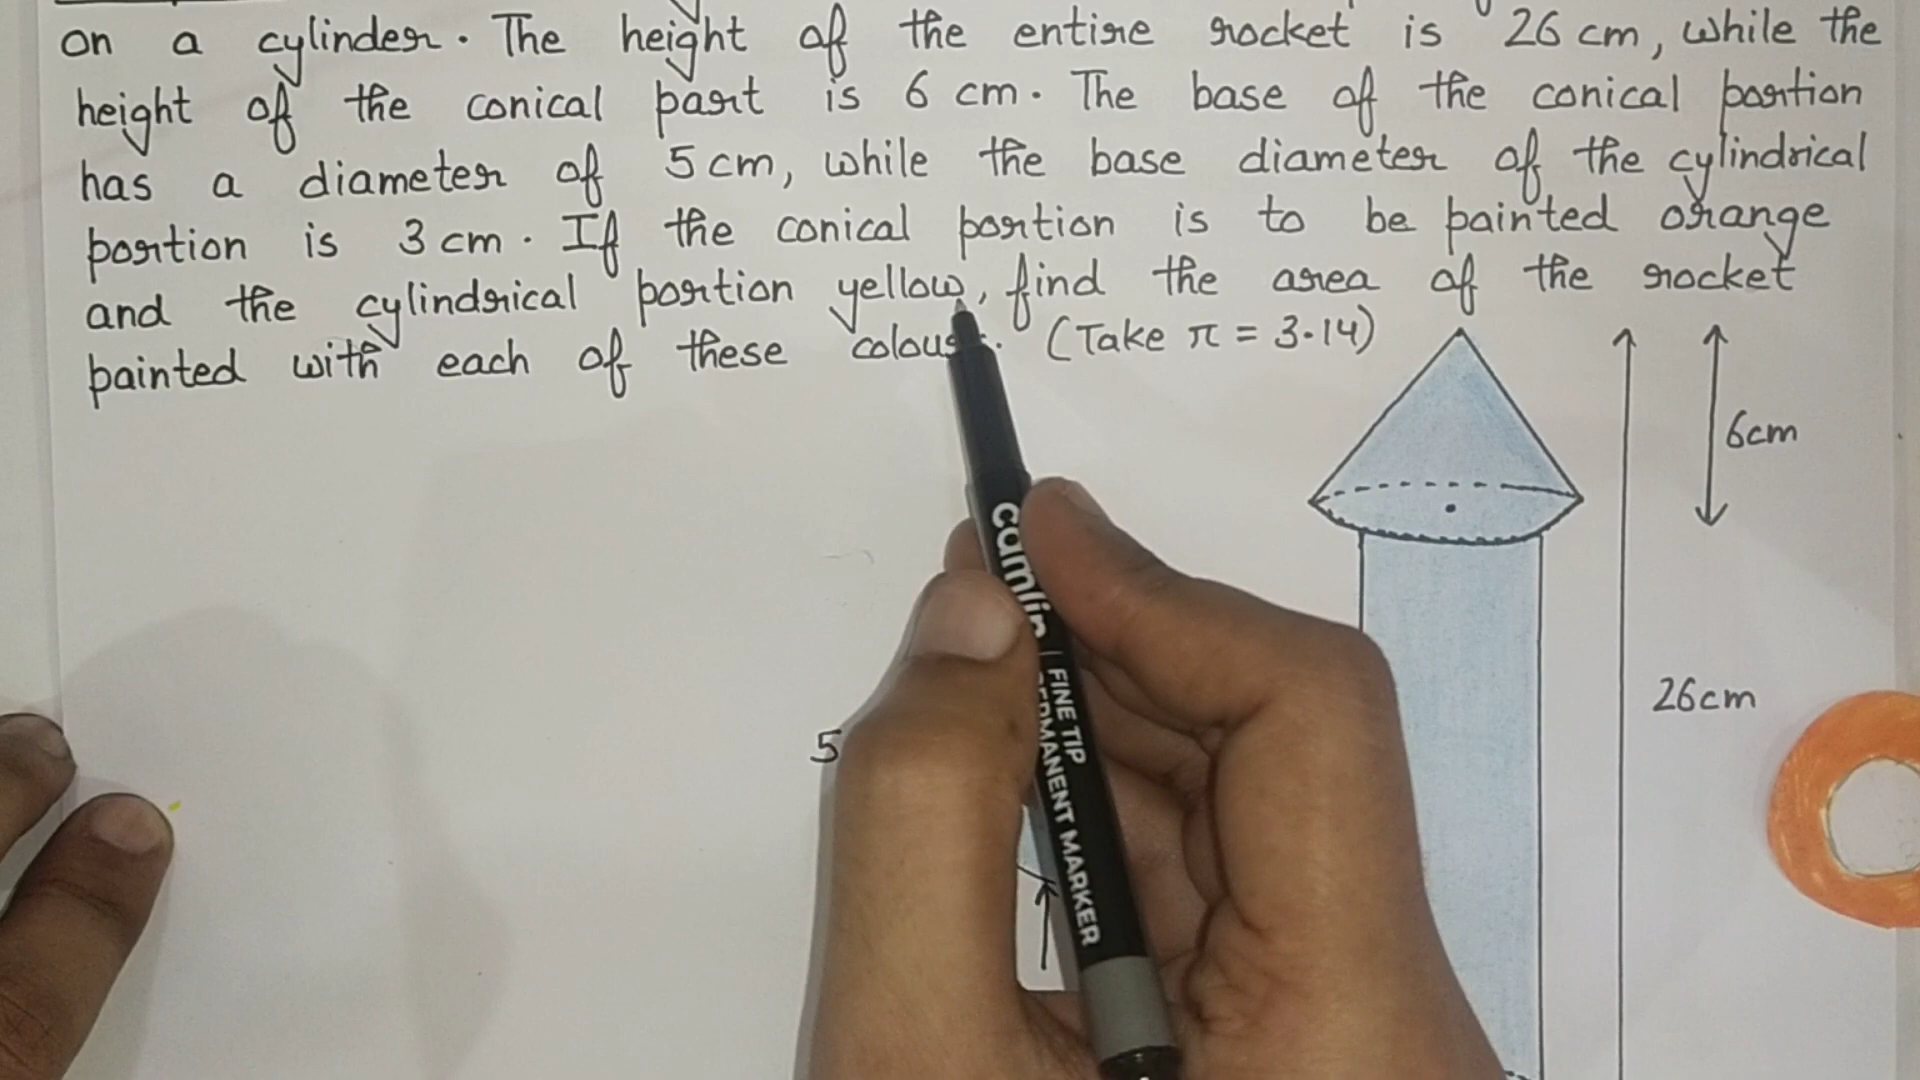 on a cylinder. The height of the entire rocket is 26 cm, while the
height of the conical part is 6 cm. The base of the conical portion
has a diameter of 5 cm, while the base diameter of the cylindrical
portion is 3 cm. If the conical portion is to be painted orange
and the cylindrical portion yellow, find the area of the rocket
painted with each of these (Take π = 3.14)
6cm
26cm
5
camlin FINE TIP
PERMANENT MARKER